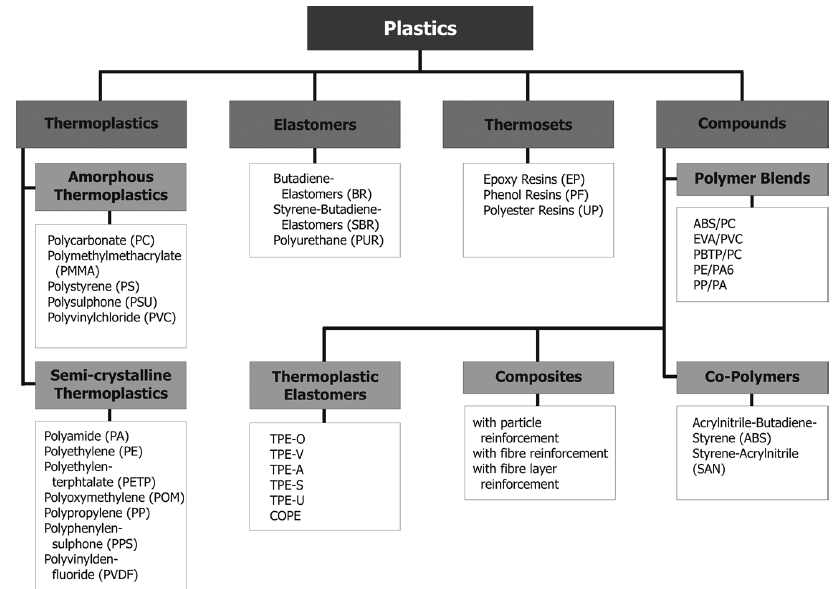 Plastics
Thermoplastics
Elastomers
Thermosets
Compounds
Amorphous
Thermoplastics
Polycarbonate (PC)
Polymethylmethacrylate
(PMMA)
Polystyrene (PS)
Polysulphone (PSU)
Polyvinylchloride (PVC)
Semi-crystalline
Thermoplastics
Polyamide (PA)
Polyethylene (PE)
Polyethylen-
terphtalate (PETP)
Polyoxymethylene (POM)
Polypropylene (PP)
Polyphenylen-
sulphone (PPS)
Polyvinylden-
fluoride (PVDF)
Butadiene-
Elastomers (BR)
Styrene-Butadiene-
Elastomers (SBR)
Polyurethane (PUR)
Epoxy Resins (EP)
Phenol Resins (PF)
Polyester Resins (UP)
Polymer Blends
ABS/PC
EVA/PVC
PBTP/PC
PE/PA6
PP/PA
Thermoplastic
Elastomers
TPE-O
TPE-V
TPE-A
TPE-S
TPE-U
COPE
Composites
with particle
reinforcement
with fibre reinforcement
with fibre layer
reinforcement
Co-Polymers
Acrylnitrile-Butadiene-
Styrene (ABS)
Styrene-Acrylnitrile
(SAN)